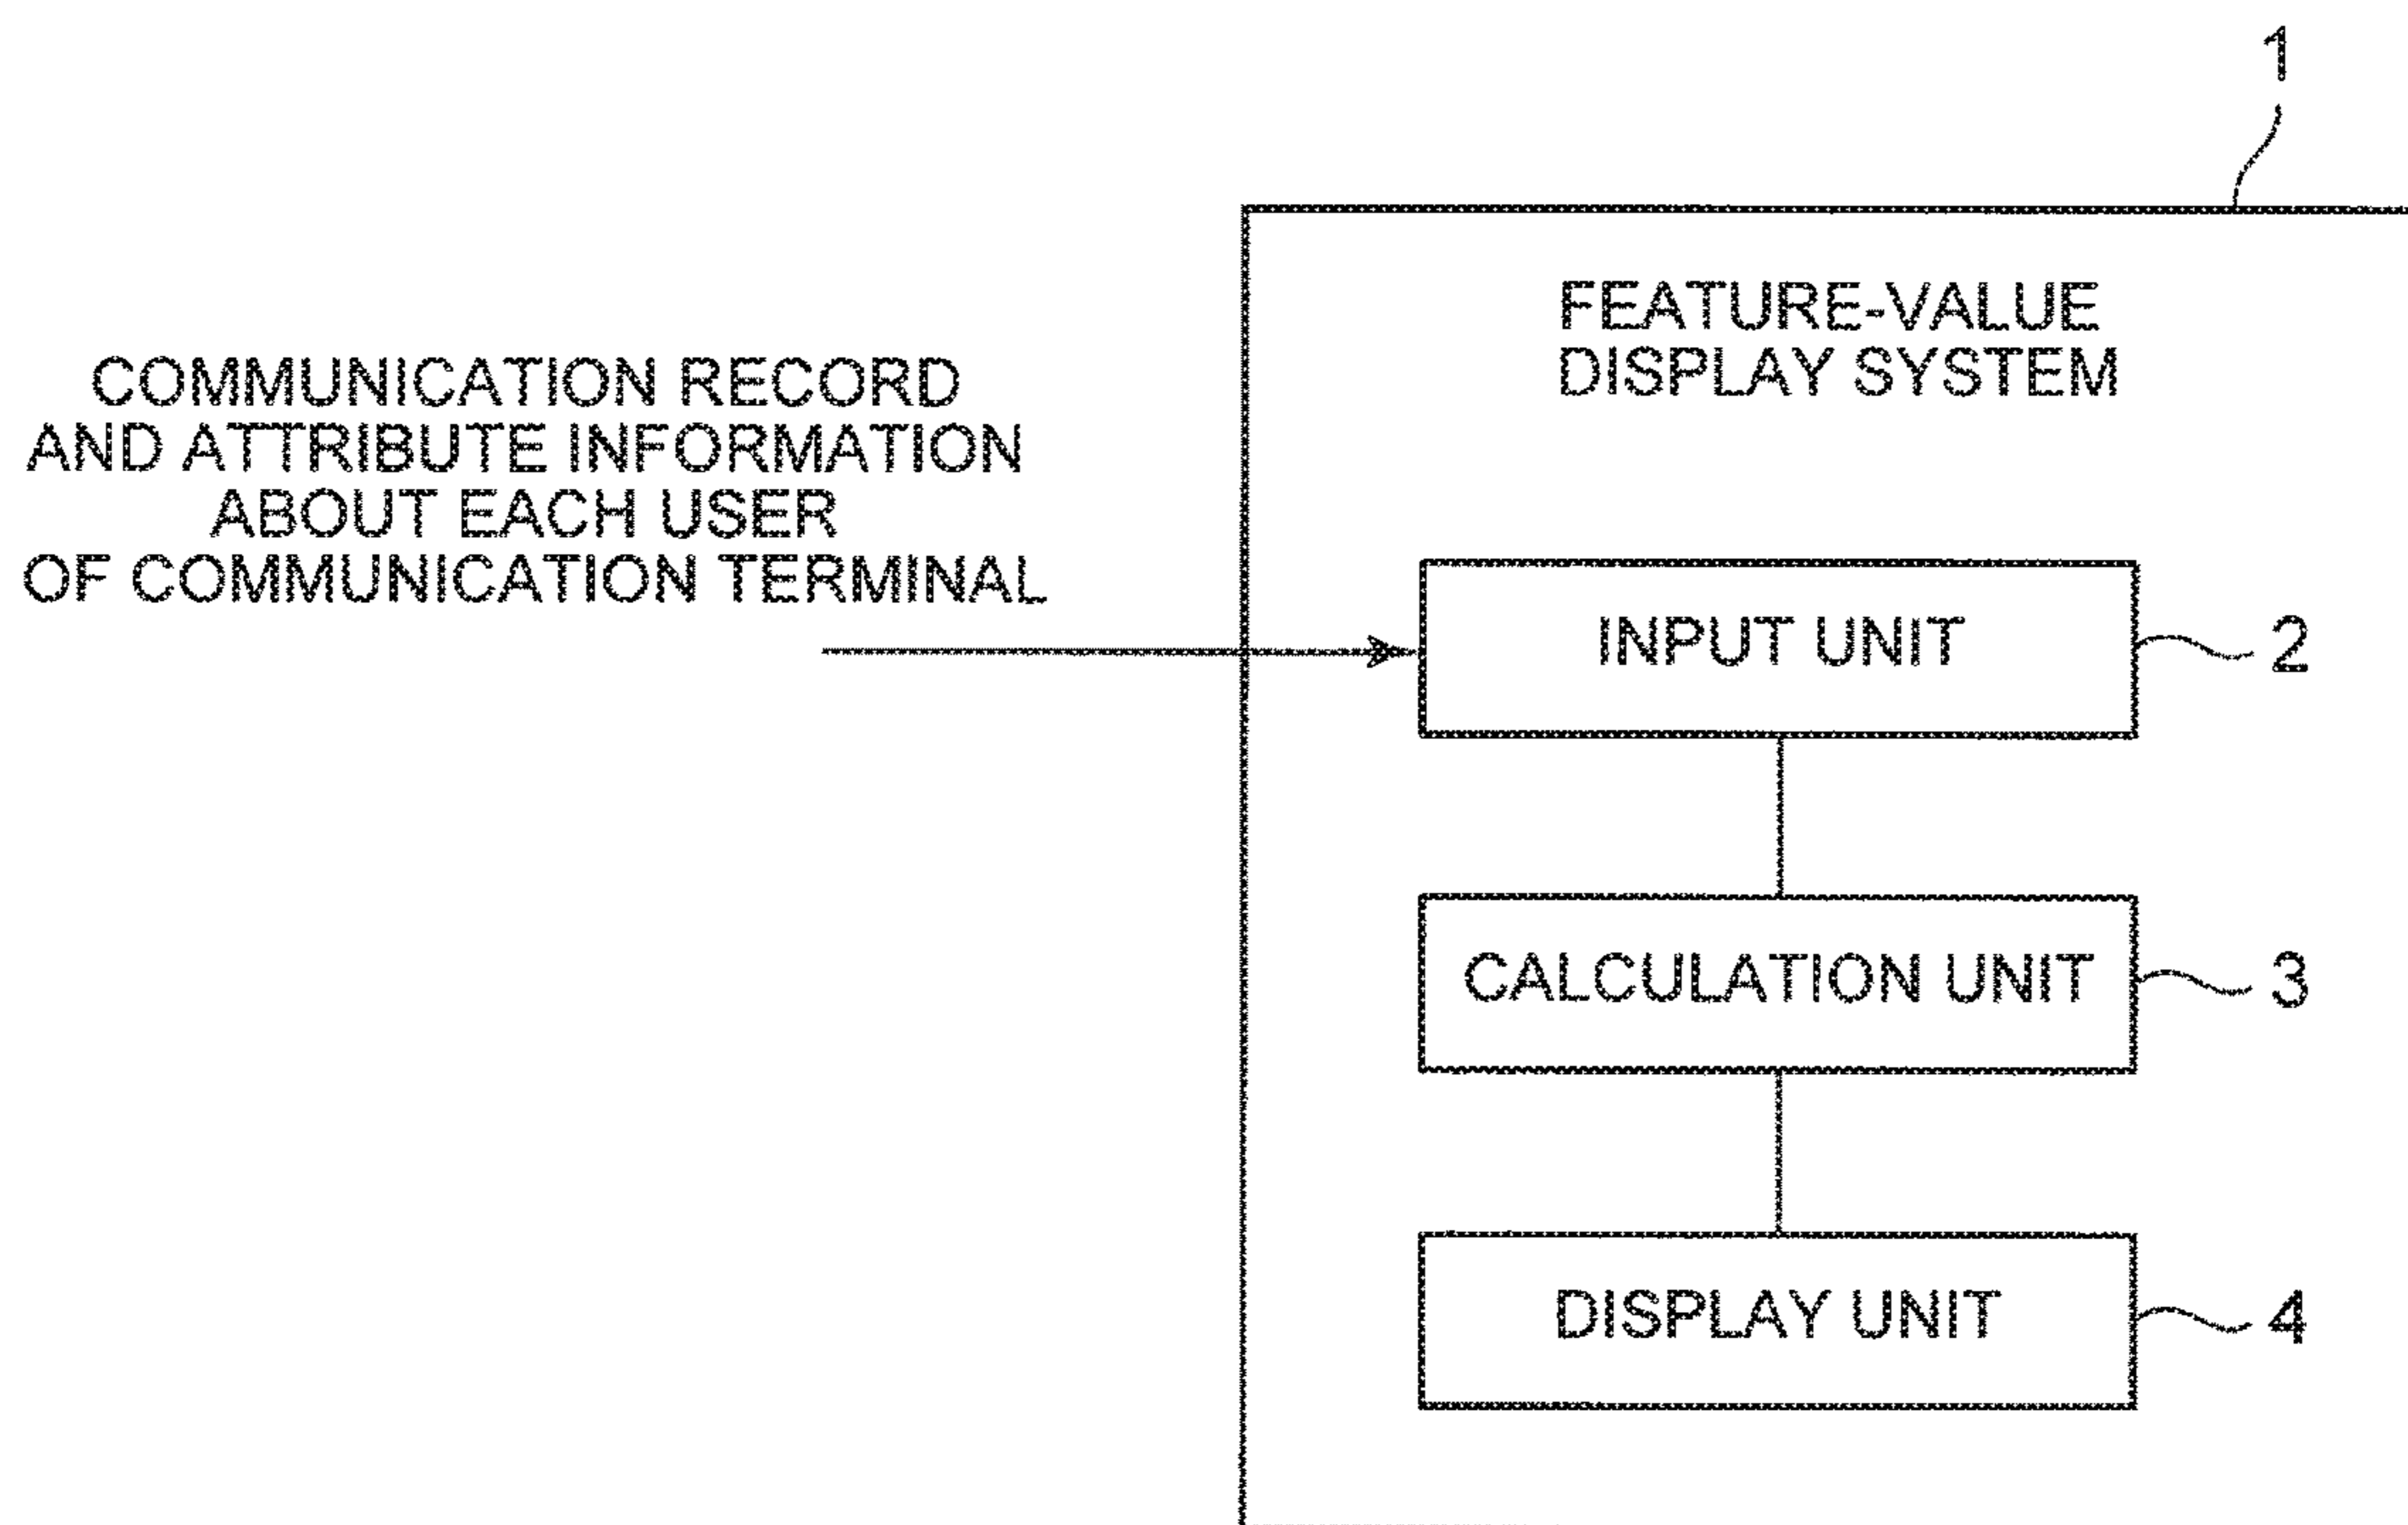 1
FEATURE-VALUE
DISPLAY SYSTEM
COMMUNICATION RECORD
AND ATTRIBUTE INFORMATION
ABOUT EACH USER
OF COMMUNICATION TERMINAL
INPUT UNIT
2
CALCULATION UNIT
3
DISPLAY UNIT
4